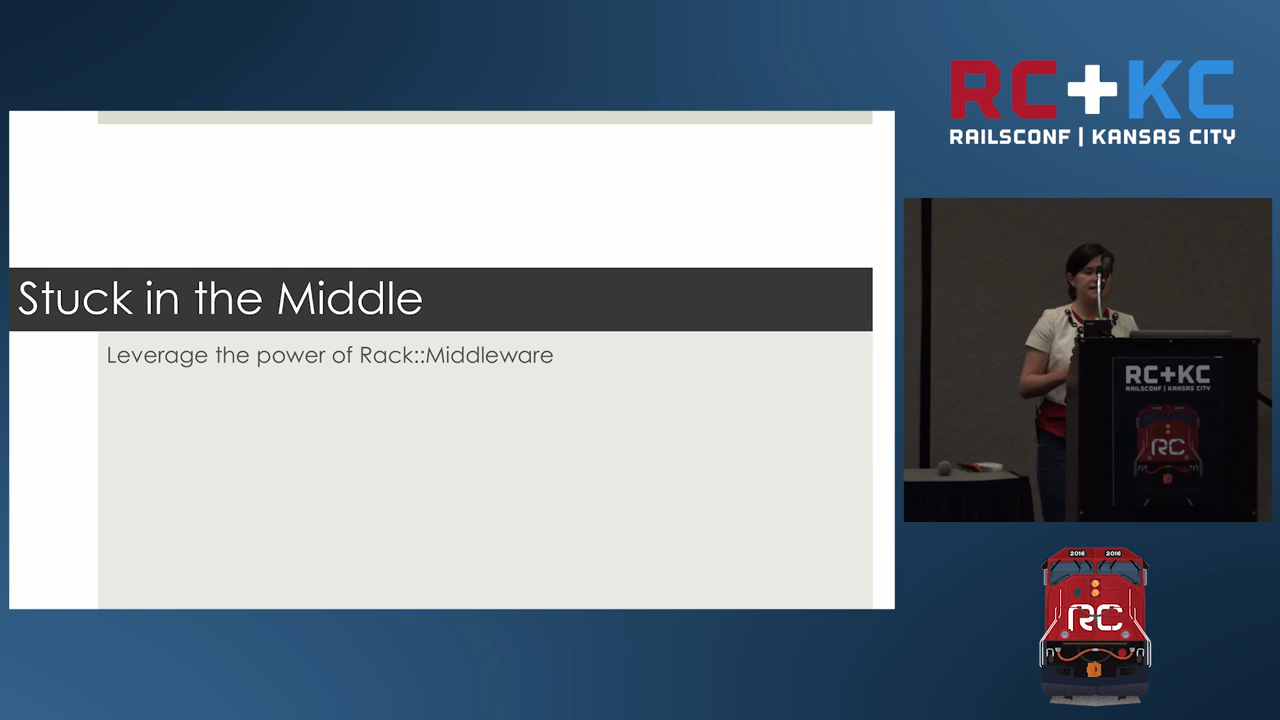 RC+KC
RAILSCONF | KANSAS CITY
Stuck in the Middle
Leverage the power of Rack::Middleware
RC+KC
RAILSCONF | KANSAS CITY
RC
2016 2016
RC